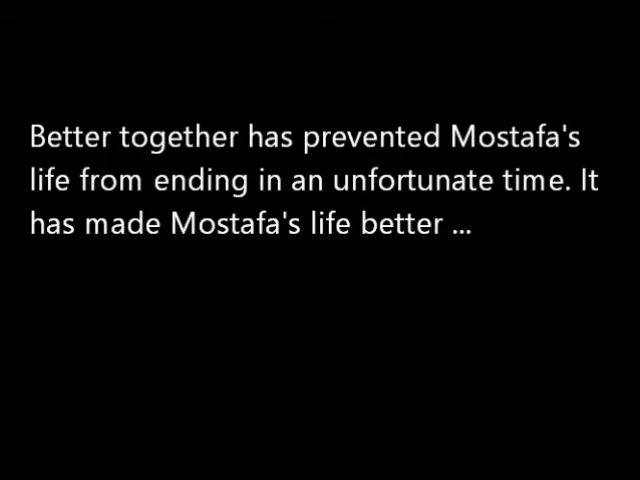 Better together has prevented Mostafa's
life from ending in an unfortunate time. It
has made Mostafa's life better ...